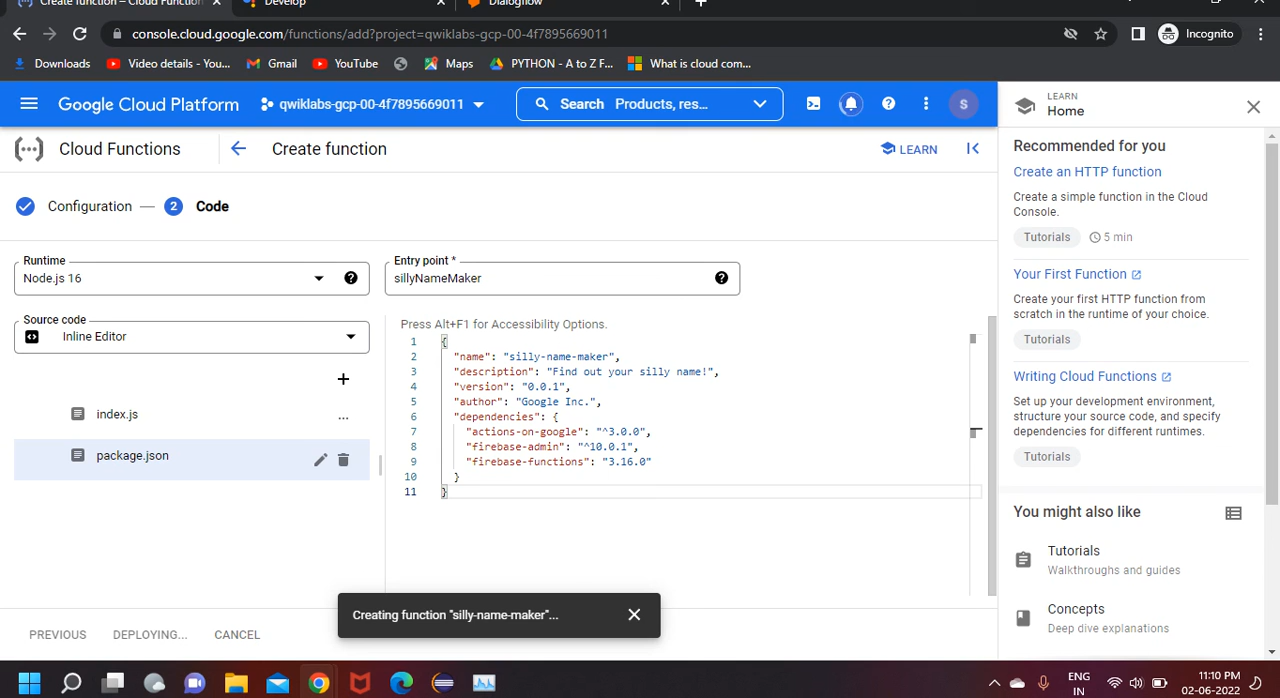 Create function – Cloud Function
Develop
Dialogflow
console.cloud.google.com/functions/add?project=qwiklabs-gcp-00-4f7895669011
Incognito
Downloads
Video details - You...
Gmail
YouTube
Maps
PYTHON - A to Z F...
What is cloud com...
Google Cloud Platform
qwiklabs-gcp-00-4f7895669011
Search Products, res...
S
LEARN
Home
Cloud Functions
Create function
LEARN
Configuration — 2 Code
Runtime
Node.js 16
Entry point *
sillyNameMaker
Source code
Inline Editor
index.js
...
package.json
Press Alt+F1 for Accessibility Options.
1 {
2 "name": "silly-name-maker",
3 "description": "Find out your silly name!",
4 "version": "0.0.1",
5 "author": "Google Inc.",
6 "dependencies": {
7 "actions-on-google": "^3.0.0",
8 "firebase-admin": "^10.0.1",
9 "firebase-functions": "3.16.0"
10 }
11 }
Creating function "silly-name-maker"...
PREVIOUS
DEPLOYING...
CANCEL
Recommended for you
Create an HTTP function
Create a simple function in the Cloud
Console.
Tutorials
5 min
Your First Function
Create your first HTTP function from
scratch in the runtime of your choice.
Tutorials
Writing Cloud Functions
Set up your development environment,
structure your source code, and specify
dependencies for different runtimes.
Tutorials
You might also like
Tutorials
Walkthroughs and guides
Concepts
Deep dive explanations
ENG
IN
11:10 PM
02-06-2022